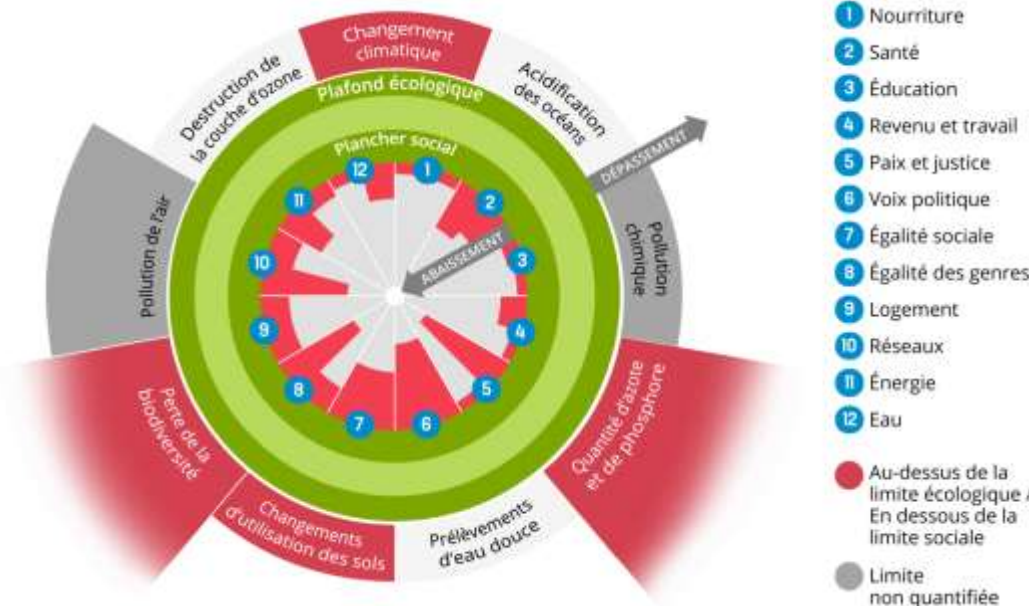 Changement
climatique
Destruction de
la couche d'ozone
Acidification
des océans
Plafond écologique
Plancher social
DÉPASSEMENT
ABAISSEMENT
Pollution de l'air
Pollution
chimique
Perte de la
biodiversité
Quantité d'azote
et de phosphore
Changements
d'utilisation des sols
Prélèvements
d'eau douce
12
1
11
2
10
3
9
4
8
5
7
6
1 Nourriture
2 Santé
3 Éducation
4 Revenu et travail
5 Paix et justice
6 Voix politique
7 Égalité sociale
8 Égalité des genres
9 Logement
10 Réseaux
11 Énergie
12 Eau
Au-dessus de la
limite écologique /
En dessous de la
limite sociale
Limite
non quantifiée